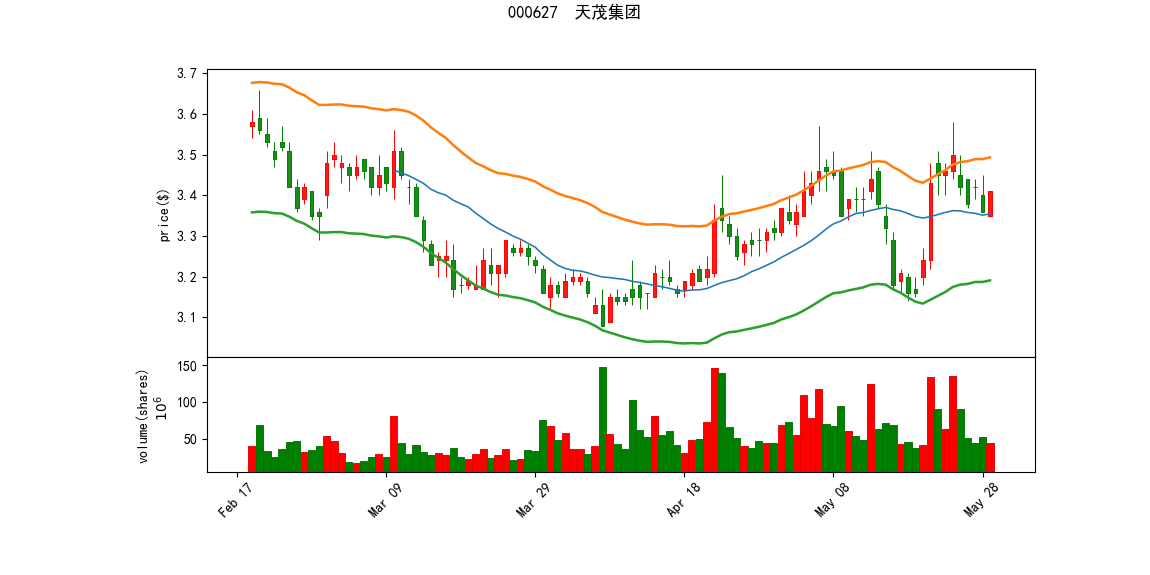 000627 天茂集团
3.7
3.6
3.5
3.4
3.3
3.2
3.1
price($)
150
100
50
volume(shares)
10^6
Feb 17
Mar 09
Mar 29
Apr 18
May 08
May 28